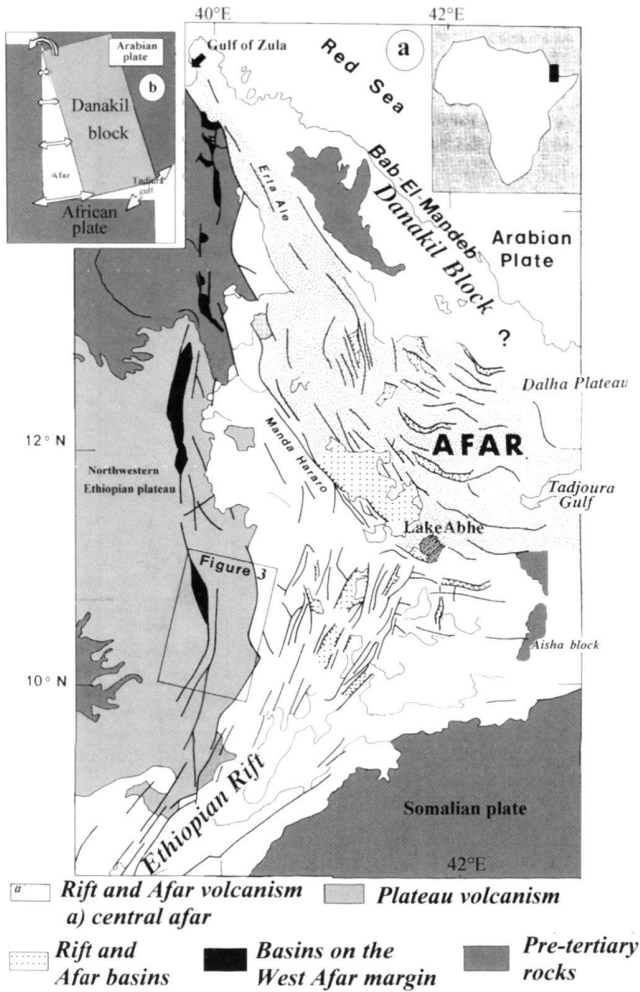 40°E
42°E
Gulf of Zula
a
Red Sea
Arabian
plate
b
Danakil
block
Afar
Tadjura
gulf
African
plate
Erta Ale
Bab-El-Mandeb
Danakil Block
Arabian
Plate
?
Dalha Plateau
12° N
AFAR
Manda Hararo
Northwestern
Ethiopian plateau
Tadjoura
Gulf
Lake Abhe
Figure 3
Aisha block
10° N
Ethiopian Rift
Somalian plate
42°E
a
Rift and Afar volcanism
a) central afar
Plateau volcanism
Rift and
Afar basins
Basins on the
West Afar margin
Pre-tertiary
rocks